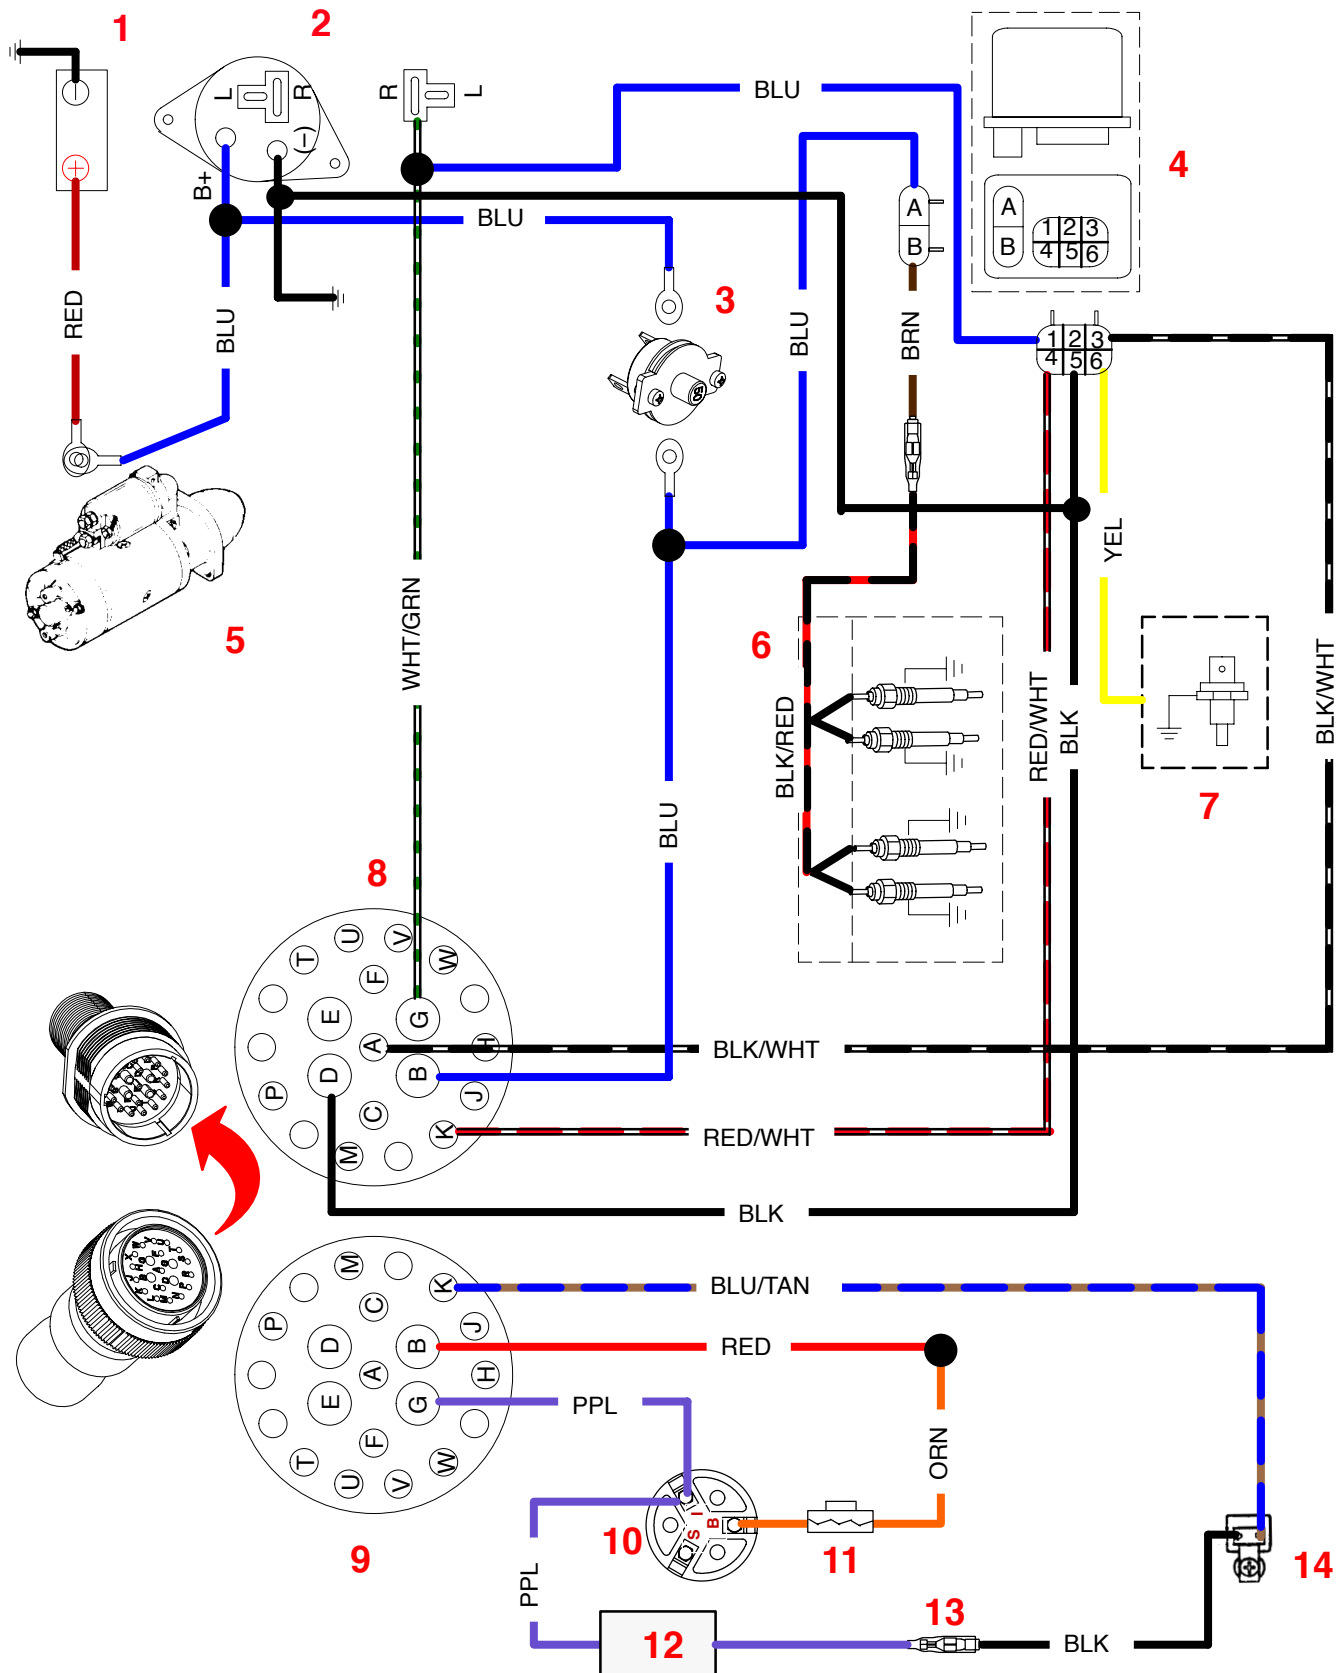 1
2
L
R
(-)
B+
R
L
BLU
4
A
B
1 2 3
4 5 6
A
B
BLU
3
50
RED
BLU
BLU
BRN
1 2 3
4 5 6
YEL
5
WHT/GRN
6
BLK/RED
RED/WHT
BLK
7
BLK/WHT
BLU
8
U
V
T
W
F
E
G
A
H
D
B
P
J
C
K
M
BLK/WHT
RED/WHT
BLK
M
K
BLU/TAN
C
P
J
D
B
RED
A
H
E
G
PPL
F
T
W
U
V
ORN
9
10
I
B
S
11
14
PPL
12
13
BLK